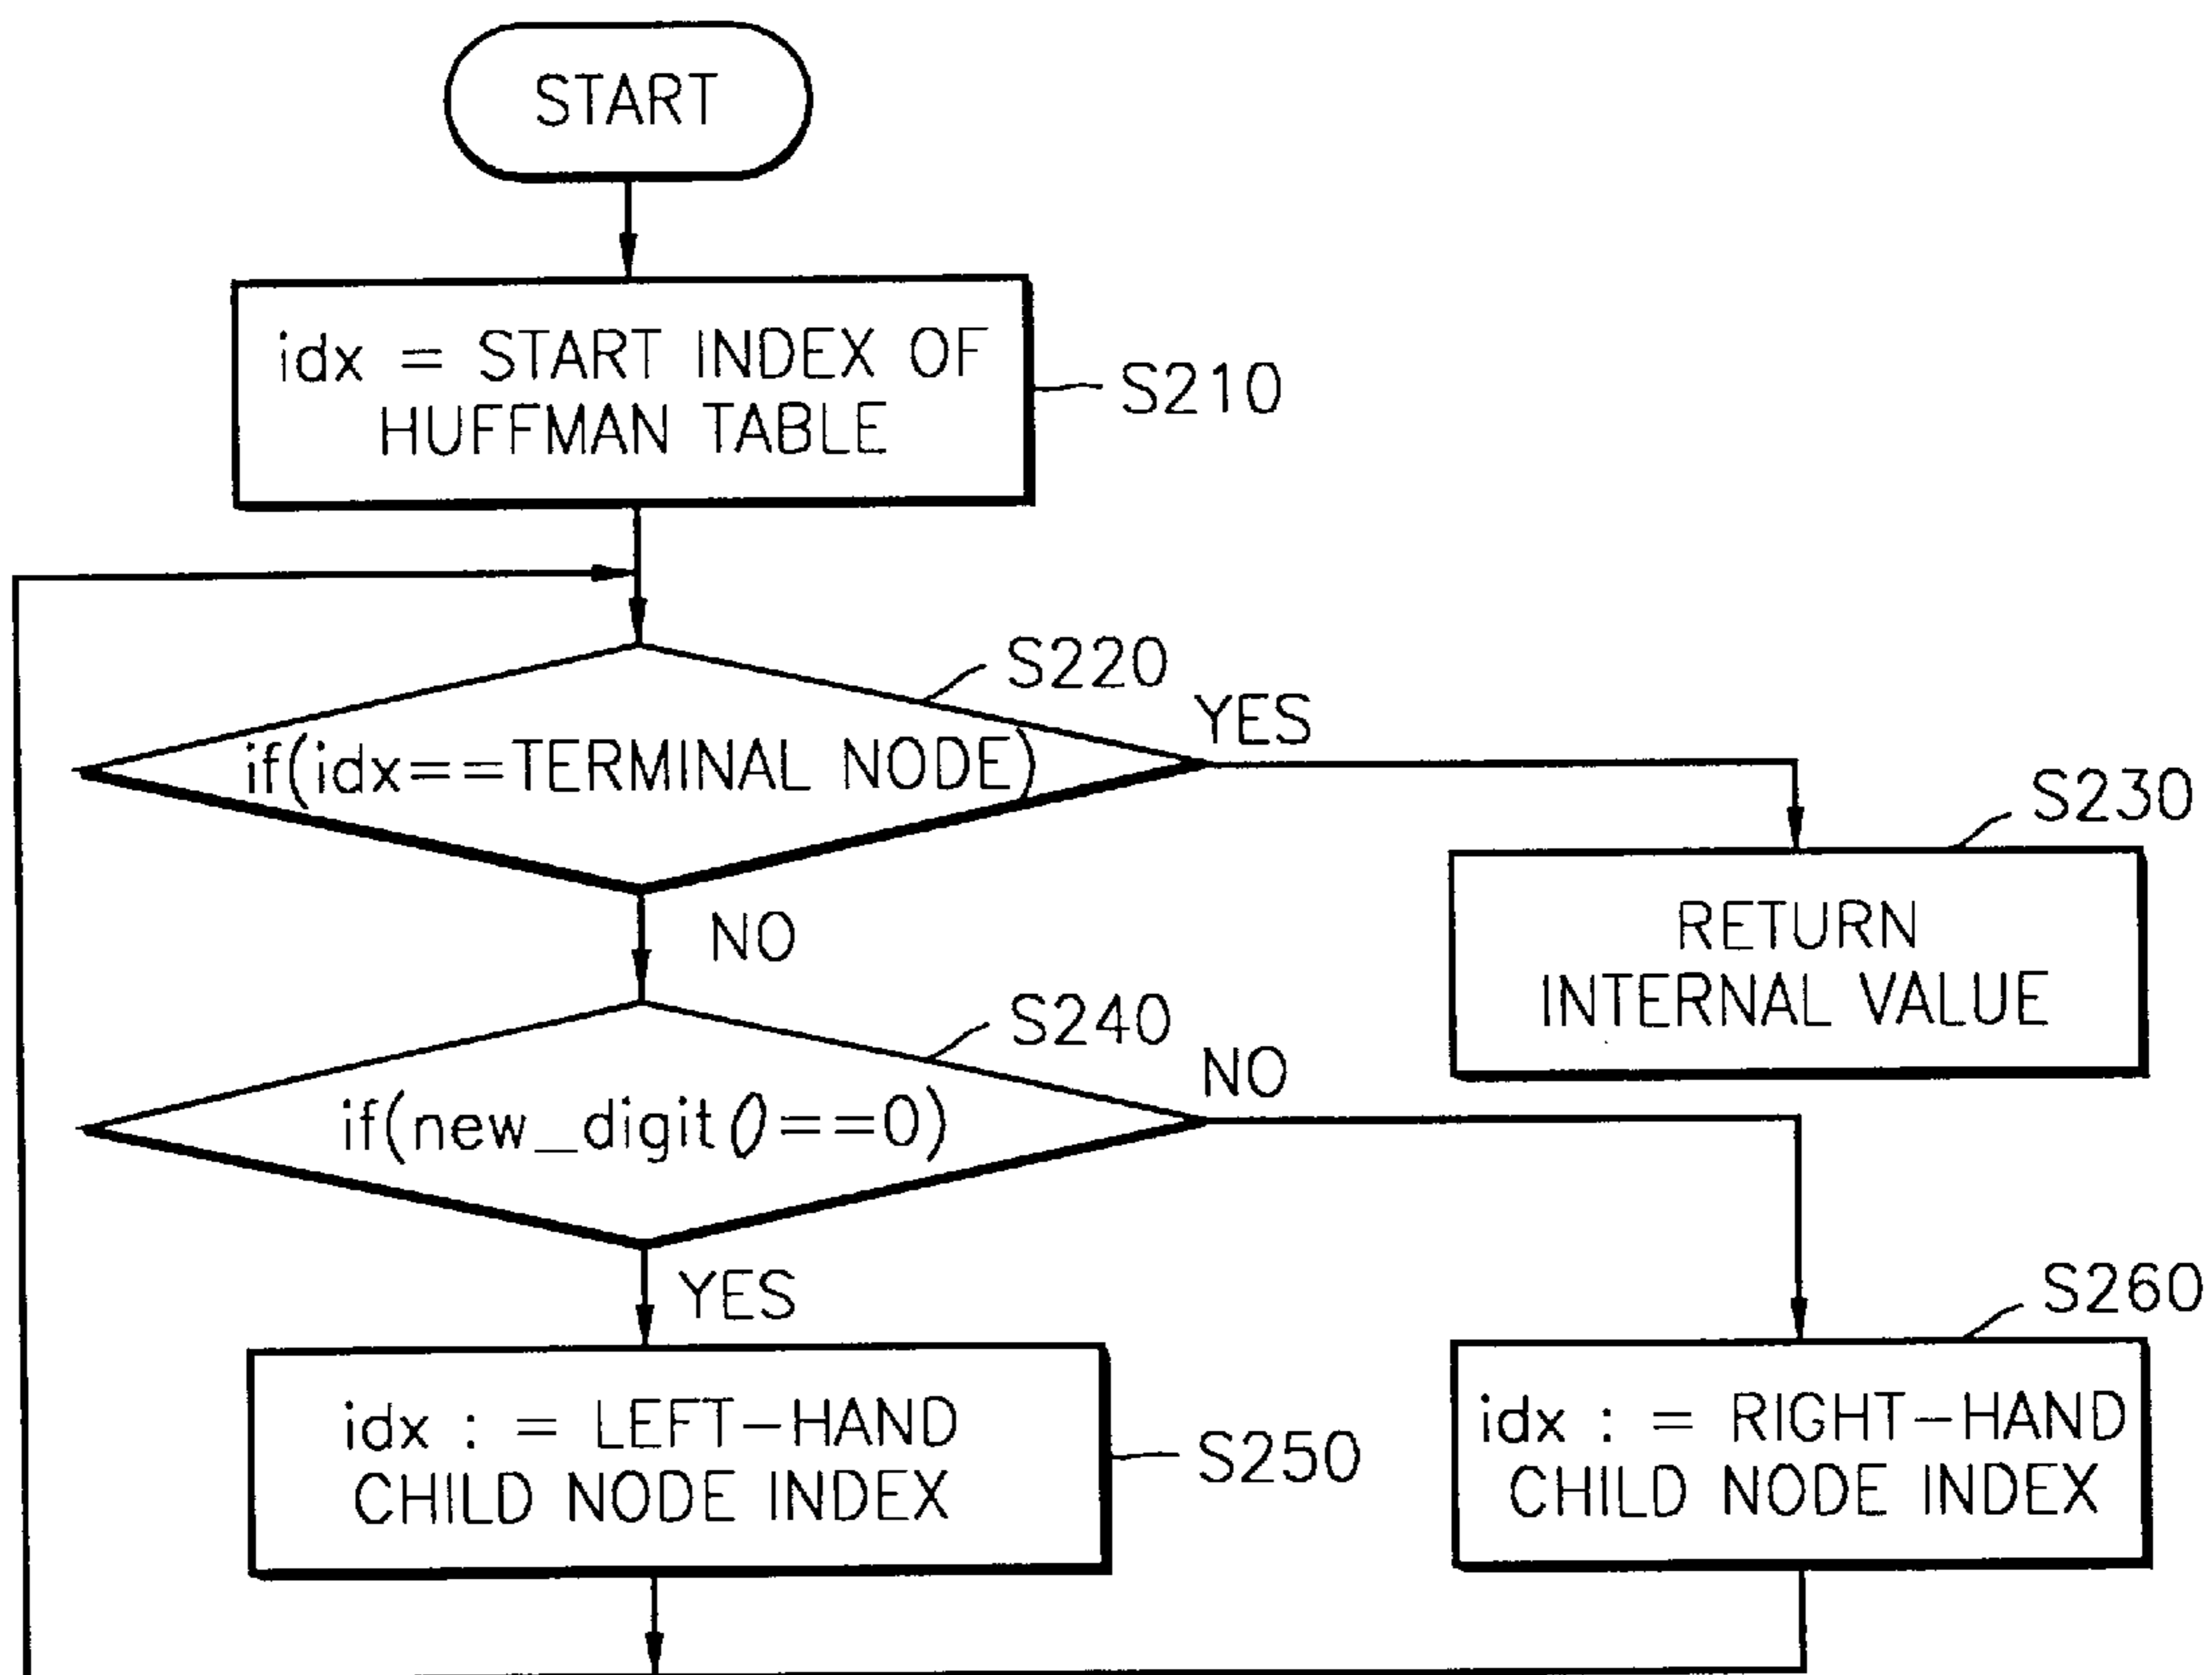 START
idx = START INDEX OF
HUFFMAN TABLE
S210
S220
if(idx==TERMINAL NODE)
YES
S230
RETURN
INTERNAL VALUE
NO
S240
if(new_digit()==0)
NO
YES
S260
idx : = LEFT-HAND
CHILD NODE INDEX
S250
idx : = RIGHT-HAND
CHILD NODE INDEX